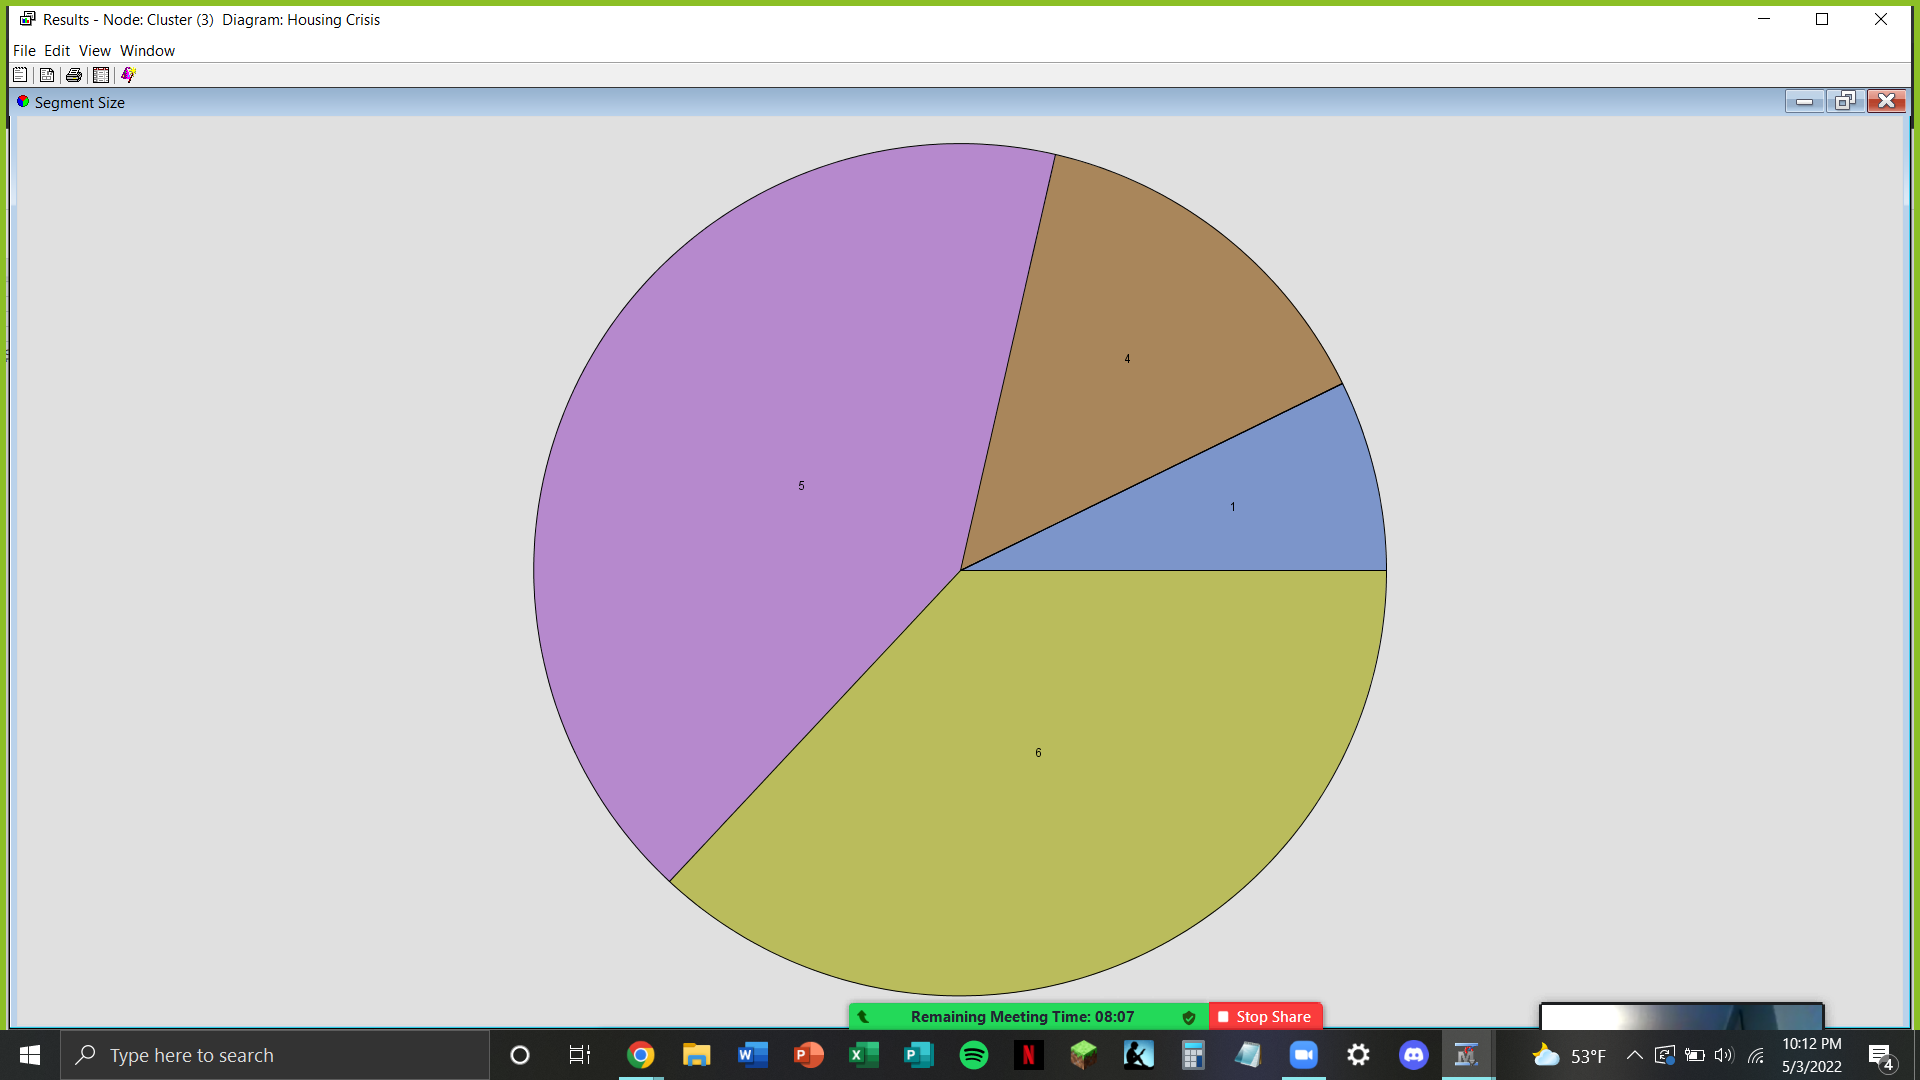 Results - Node: Cluster (3)  Diagram: Housing Crisis
File Edit View Window
Segment Size
4
5
1
6
Remaining Meeting Time: 08:07
Stop Share
Type here to search
53°F
10:12 PM
5/3/2022
4